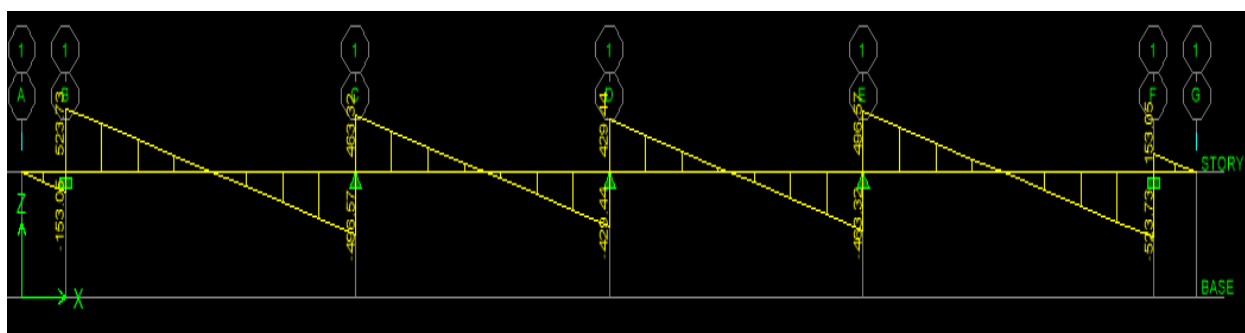 1 1 1 1 1 1 1
A B C D E F G
523.73 463.32 429.44 496.57 153.05
STORY
-153.05 -496.57 -429.44 -463.32 -523.73
Z
X
BASE